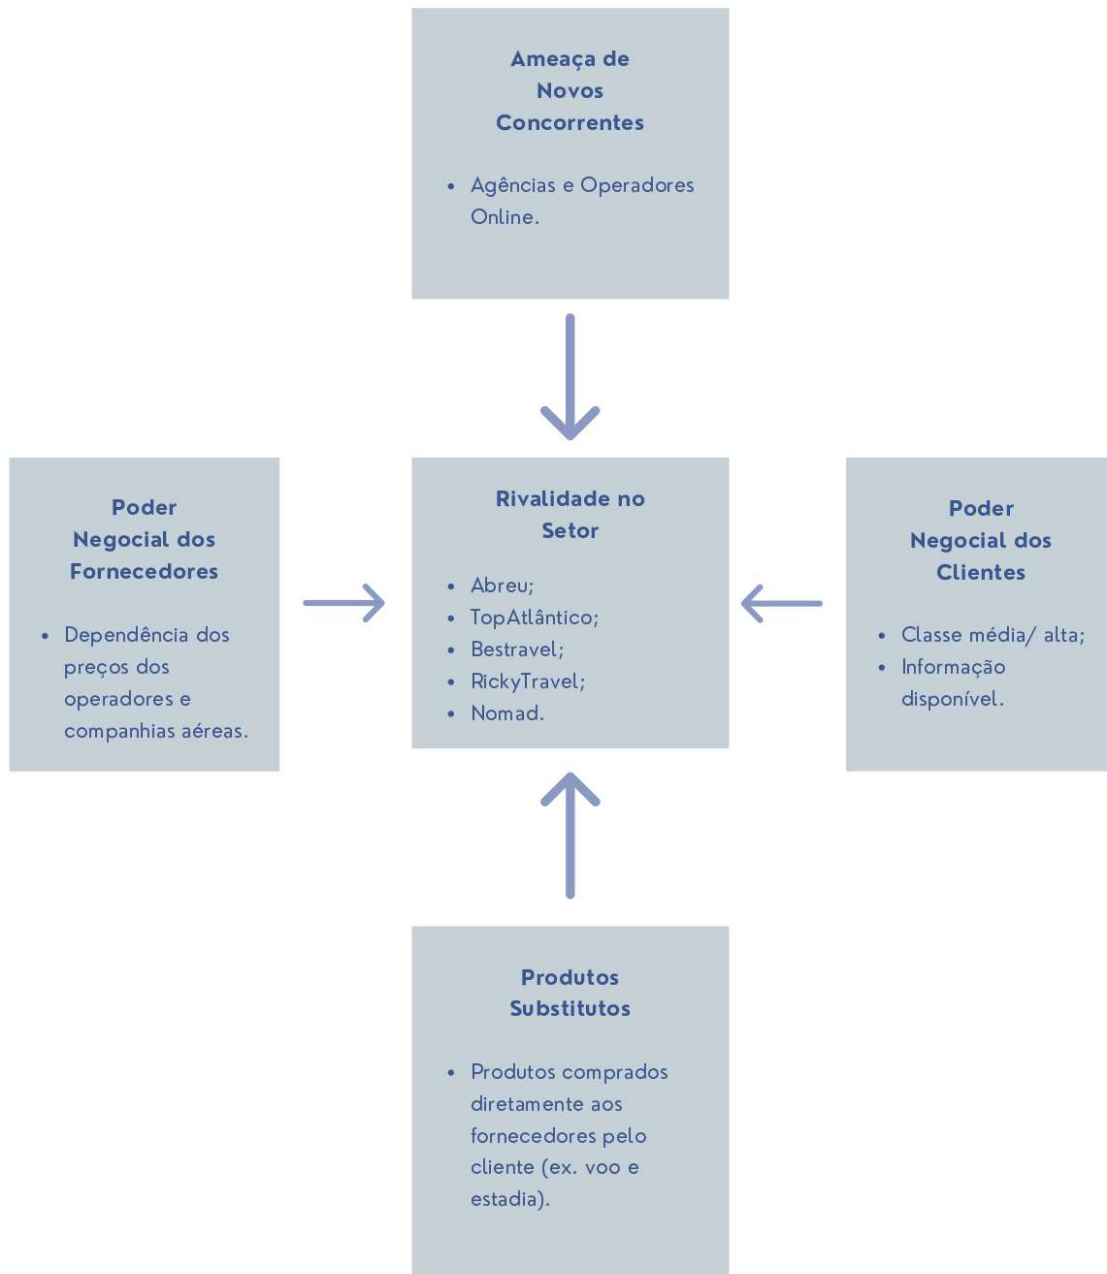 Ameaça de
Novos
Concorrentes
• Agências e Operadores
Online.
Poder
Negocial dos
Fornecedores
• Dependência dos
preços dos
operadores e
companhias aéreas.
Rivalidade no
Setor
• Abreu;
• TopAtlântico;
• Bestravel;
• RickyTravel;
• Nomad.
Poder
Negocial dos
Clientes
• Classe média/ alta;
• Informação
disponível.
Produtos
Substitutos
• Produtos comprados
diretamente aos
fornecedores pelo
cliente (ex. voo e
estadia).